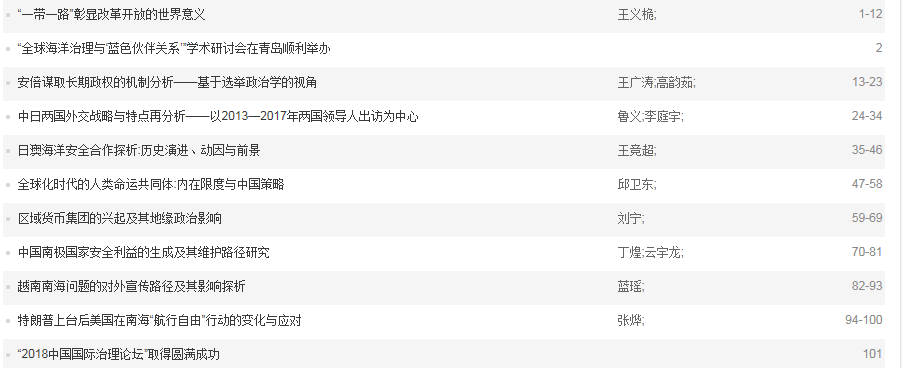 “一带一路”彰显改革开放的世界意义 王义桅; 1-12
“全球海洋治理与‘蓝色伙伴关系’”学术研讨会在青岛顺利举办 2
安倍谋取长期政权的机制分析——基于选举政治学的视角 王广涛;高韵茹; 13-23
中日两国外交战略与特点再分析——以2013—2017年两国领导人出访为中心 鲁义;李庭宇; 24-34
日澳海洋安全合作探析:历史演进、动因与前景 王竞超; 35-46
全球化时代的人类命运共同体:内在限度与中国策略 邱卫东; 47-58
区域货币集团的兴起及其地缘政治影响 刘宁; 59-69
中国南极国家安全利益的生成及其维护路径研究 丁煌;云宇龙; 70-81
越南南海问题的对外宣传路径及其影响探析 蓝瑶; 82-93
特朗普上台后美国在南海“航行自由”行动的变化与应对 张烨; 94-100
“2018中国国际治理论坛”取得圆满成功 101